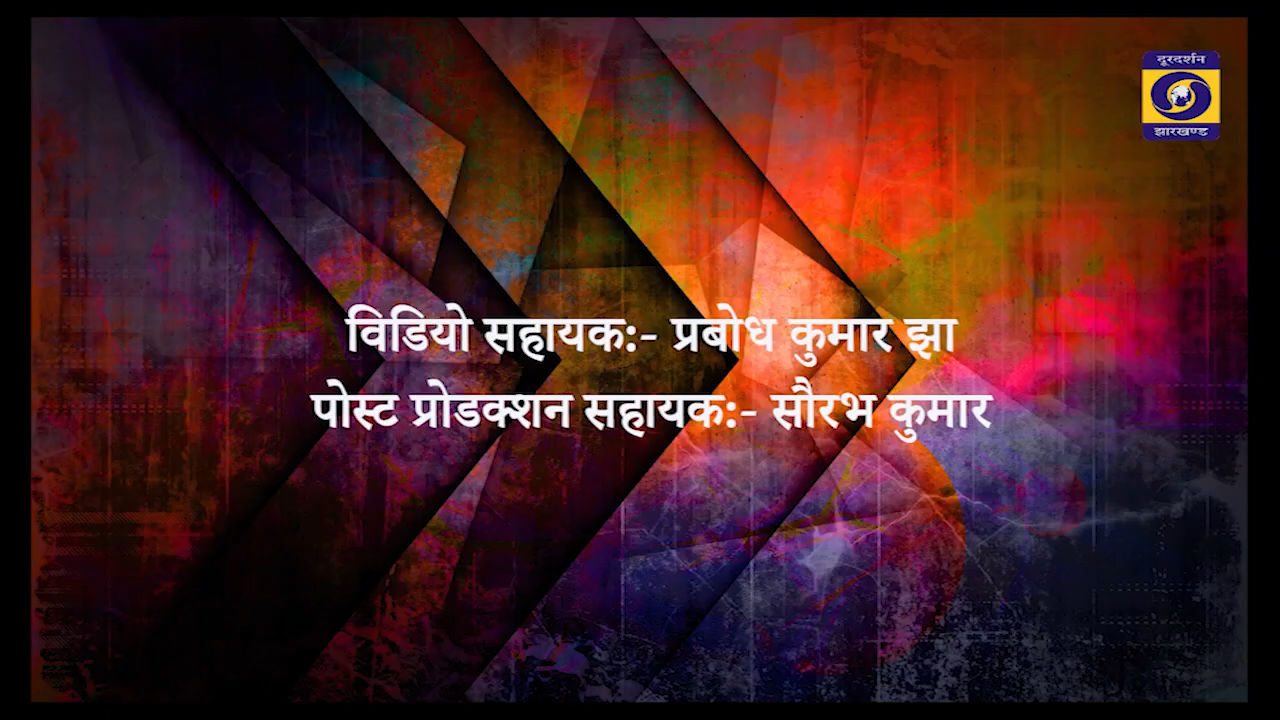 दूरदर्शन
झारखण्ड
विडियो सहायक:- प्रबोध कुमार झा
पोस्ट प्रोडक्शन सहायक:- सौरभ कुमार